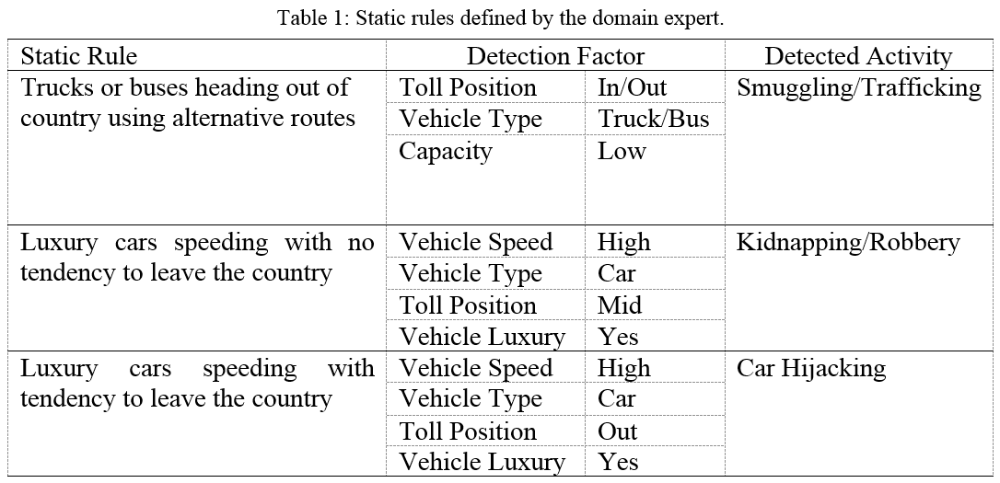 Table 1: Static rules defined by the domain expert.
Static Rule Detection Factor Detected Activity
Trucks or buses heading out of Toll Position In/Out Smuggling/Trafficking
country using alternative routes Vehicle Type Truck/Bus
Capacity Low
Luxury cars speeding with no Vehicle Speed High Kidnapping/Robbery
tendency to leave the country Vehicle Type Car
Toll Position Mid
Vehicle Luxury Yes
Luxury cars speeding with Vehicle Speed High Car Hijacking
tendency to leave the country Vehicle Type Car
Toll Position Out
Vehicle Luxury Yes